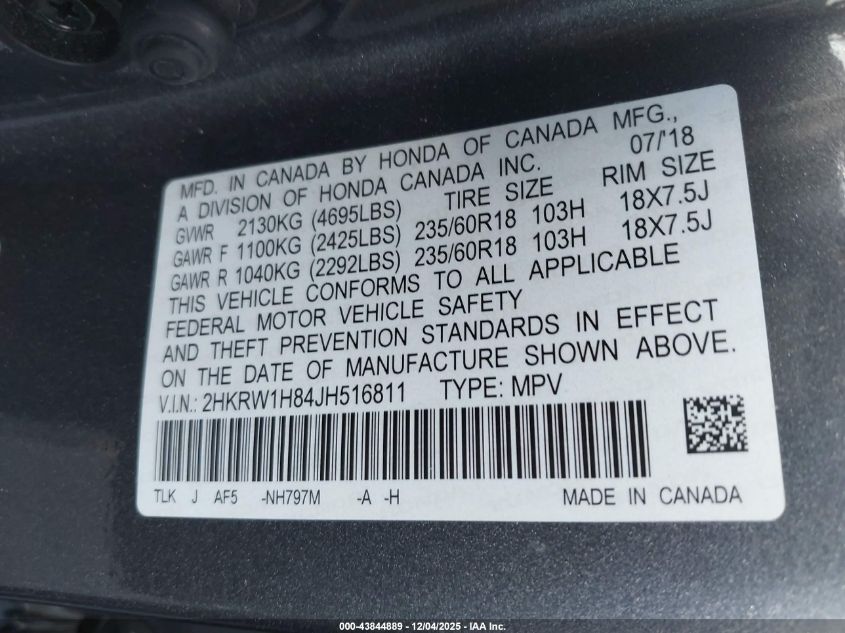 MFD. IN CANADA BY HONDA OF CANADA MFG.,
A DIVISION OF HONDA CANADA INC. 07/'18
GVWR 2130KG (4695LBS) TIRE SIZE RIM SIZE
GAWR F 1100KG (2425LBS) 235/60R18 103H 18X7.5J
GAWR R 1040KG (2292LBS) 235/60R18 103H 18X7.5J
THIS VEHICLE CONFORMS TO ALL APPLICABLE
FEDERAL MOTOR VEHICLE SAFETY
AND THEFT PREVENTION STANDARDS IN EFFECT
ON THE DATE OF MANUFACTURE SHOWN ABOVE.
V.I.N.: 2HKRW1H84JH516811 TYPE: MPV
TLK J AF5 -NH797M -A -H MADE IN CANADA
000-43844889 - 12/04/2025 - IAA Inc.